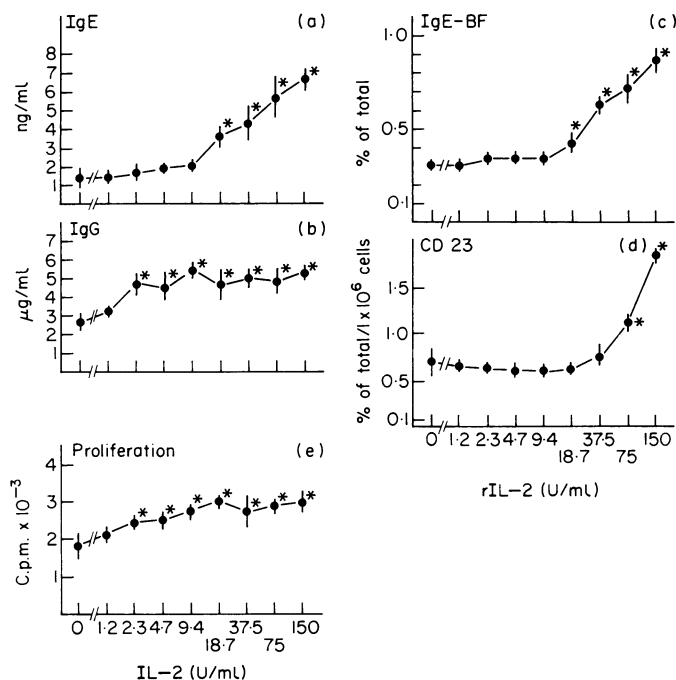 IgE (a)
8
7
6
5
4
3
2
ng/ml
IgG (b)
7
6
5
4
3
2
1
µg/ml
Proliferation (e)
4
3
2
1
C.p.m. x 10⁻³
0 1·2 2·3 4·7 9·4 37·5 150
18·7 75
IL-2 (U/ml)
IgE-BF (c)
1·0
0·5
0·1
% of total
CD 23 (d)
1·5
1·0
0·5
0·1
% of total/1 x10⁶ cells
0 1·2 2·3 4·7 9·4 37·5 150
18·7 75
rIL-2 (U/ml)